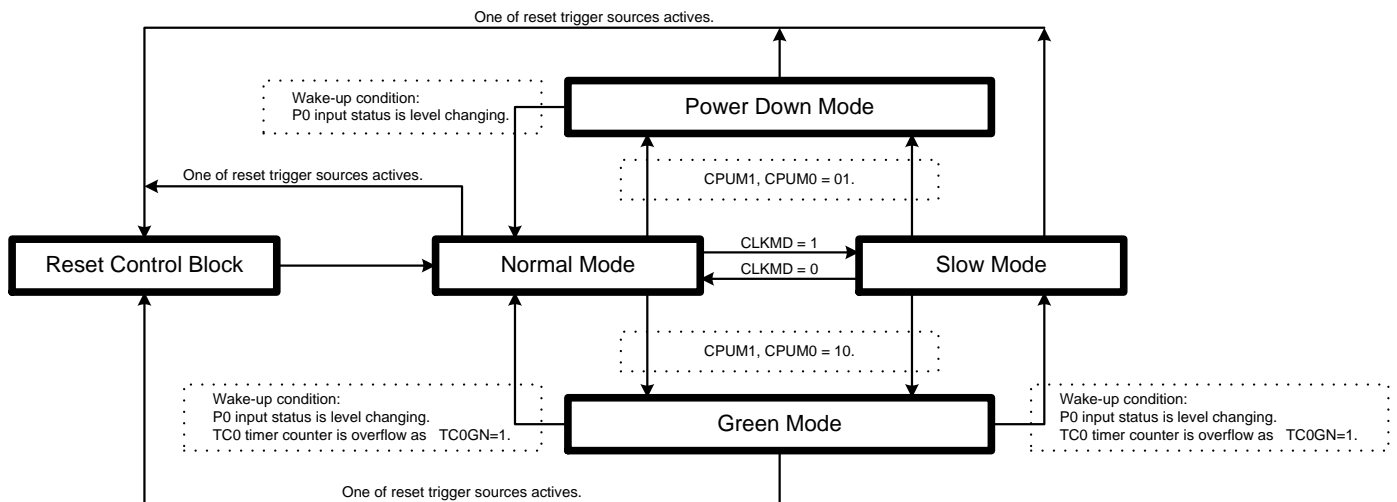 One of reset trigger sources actives.
Wake-up condition:
P0 input status is level changing.
Power Down Mode
One of reset trigger sources actives.
CPUM1, CPUM0 = 01.
Reset Control Block
Normal Mode
CLKMD = 1
CLKMD = 0
Slow Mode
CPUM1, CPUM0 = 10.
Wake-up condition:
P0 input status is level changing.
TC0 timer counter is overflow as TC0GN=1.
Green Mode
Wake-up condition:
P0 input status is level changing.
TC0 timer counter is overflow as TC0GN=1.
One of reset trigger sources actives.